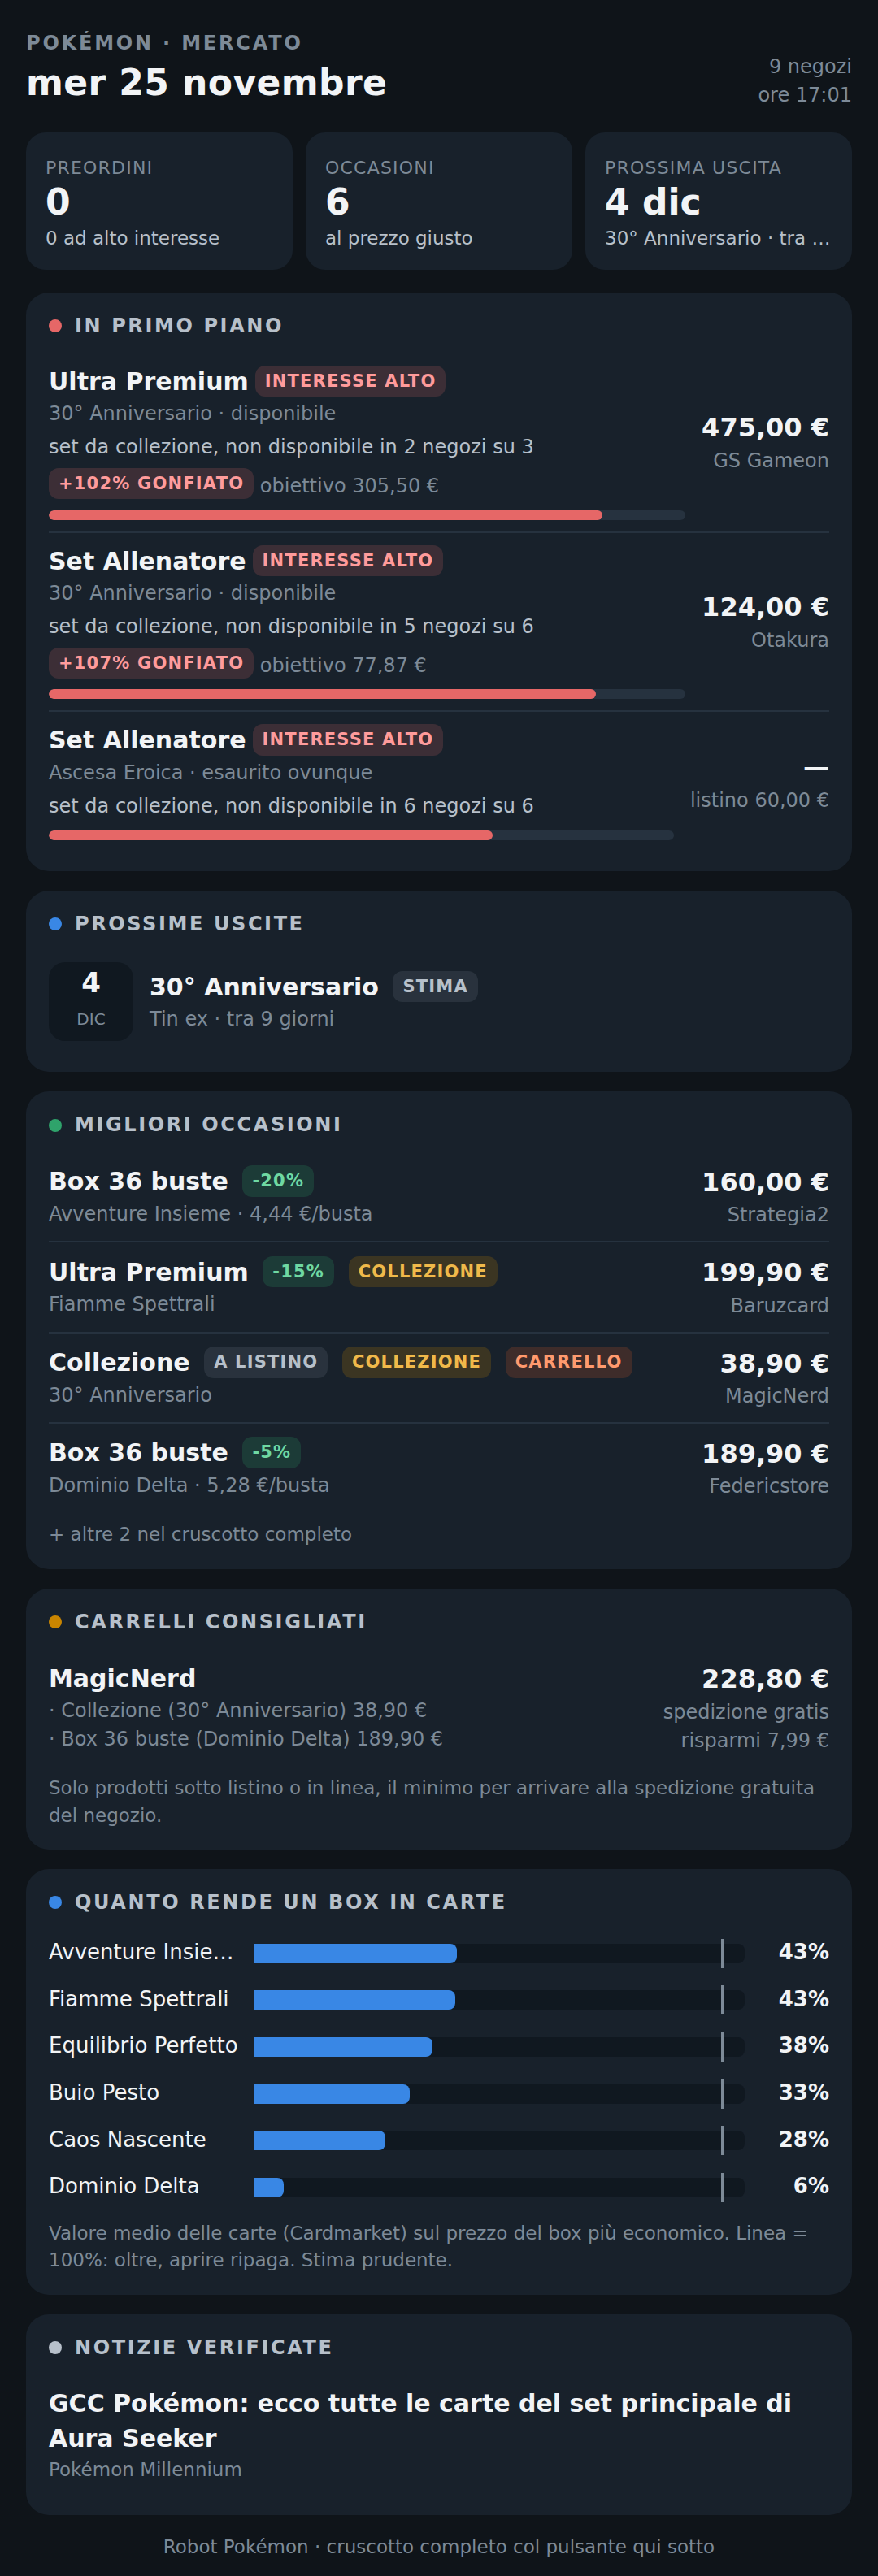 POKÉMON · MERCATO
mer 25 novembre
9 negozi
ore 17:01
PREORDINI
0
0 ad alto interesse
OCCASIONI
6
al prezzo giusto
PROSSIMA USCITA
4 dic
30° Anniversario · tra …
IN PRIMO PIANO
Ultra Premium INTERESSE ALTO
30° Anniversario · disponibile
set da collezione, non disponibile in 2 negozi su 3
+102% GONFIATO obiettivo 305,50 €
475,00 €
GS Gameon
Set Allenatore INTERESSE ALTO
30° Anniversario · disponibile
set da collezione, non disponibile in 5 negozi su 6
+107% GONFIATO obiettivo 77,87 €
124,00 €
Otakura
Set Allenatore INTERESSE ALTO
Ascesa Eroica · esaurito ovunque
set da collezione, non disponibile in 6 negozi su 6
—
listino 60,00 €
PROSSIME USCITE
4
DIC
30° Anniversario STIMA
Tin ex · tra 9 giorni
MIGLIORI OCCASIONI
Box 36 buste -20%
Avventure Insieme · 4,44 €/busta
160,00 €
Strategia2
Ultra Premium -15% COLLEZIONE
Fiamme Spettrali
199,90 €
Baruzcard
Collezione A LISTINO COLLEZIONE CARRELLO
30° Anniversario
38,90 €
MagicNerd
Box 36 buste -5%
Dominio Delta · 5,28 €/busta
189,90 €
Federicstore
+ altre 2 nel cruscotto completo
CARRELLI CONSIGLIATI
MagicNerd
· Collezione (30° Anniversario) 38,90 €
· Box 36 buste (Dominio Delta) 189,90 €
228,80 €
spedizione gratis
risparmi 7,99 €
Solo prodotti sotto listino o in linea, il minimo per arrivare alla spedizione gratuita
del negozio.
QUANTO RENDE UN BOX IN CARTE
Avventure Insie… 43%
Fiamme Spettrali 43%
Equilibrio Perfetto 38%
Buio Pesto 33%
Caos Nascente 28%
Dominio Delta 6%
Valore medio delle carte (Cardmarket) sul prezzo del box più economico. Linea =
100%: oltre, aprire ripaga. Stima prudente.
NOTIZIE VERIFICATE
GCC Pokémon: ecco tutte le carte del set principale di
Aura Seeker
Pokémon Millennium
Robot Pokémon · cruscotto completo col pulsante qui sotto